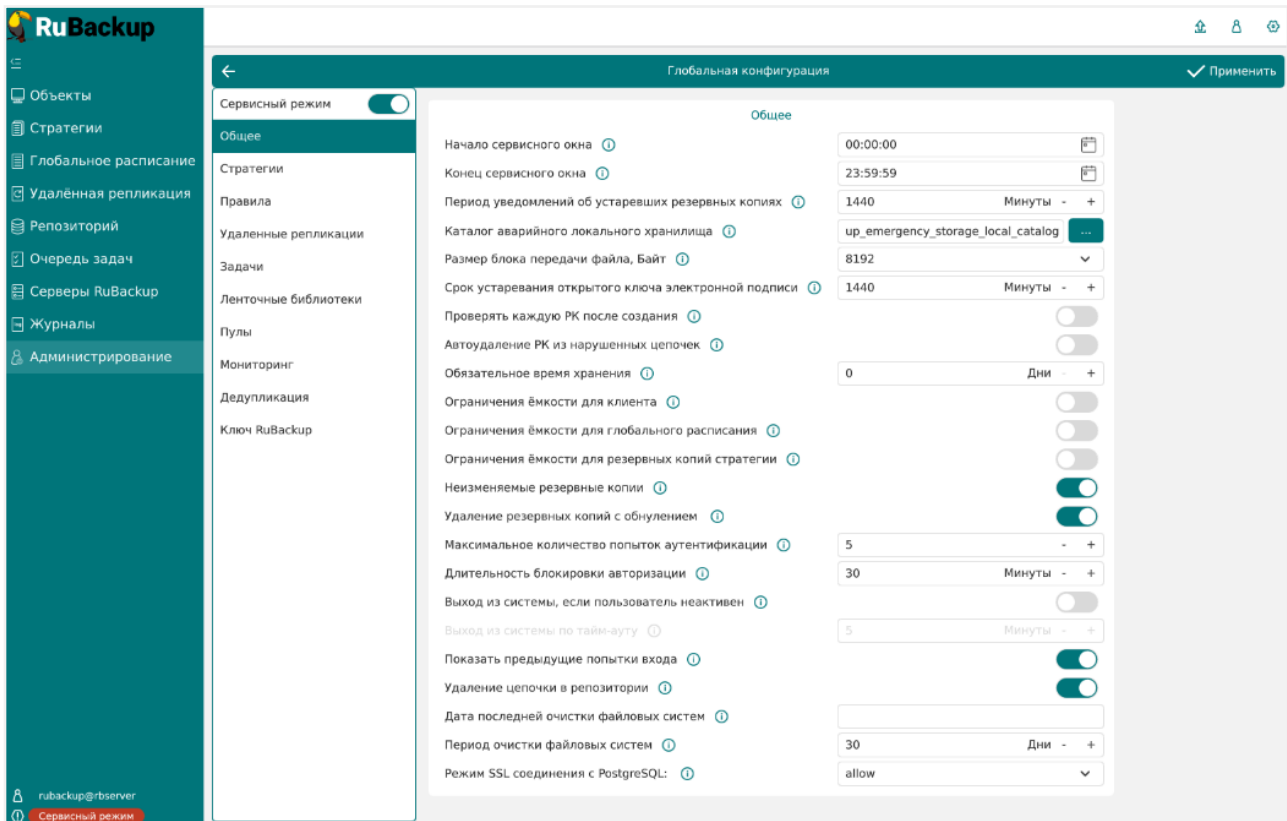 RuBackup
Объекты
Стратегии
Глобальное расписание
Удалённая репликация
Репозиторий
Очередь задач
Серверы RuBackup
Журналы
Администрирование
rubackup@rbserver
Сервисный режим
Глобальная конфигурация
Применить
Сервисный режим
Общее
Стратегии
Правила
Удаленные репликации
Задачи
Ленточные библиотеки
Пулы
Мониторинг
Дедупликация
Ключ RuBackup
Общее
Начало сервисного окна 00:00:00
Конец сервисного окна 23:59:59
Период уведомлений об устаревших резервных копиях 1440 Минуты - +
Каталог аварийного локального хранилища up_emergency_storage_local_catalog ...
Размер блока передачи файла, Байт 8192
Срок устаревания открытого ключа электронной подписи 1440 Минуты - +
Проверять каждую РК после создания
Автоудаление РК из нарушенных цепочек
Обязательное время хранения 0 Дни - +
Ограничения ёмкости для клиента
Ограничения ёмкости для глобального расписания
Ограничения ёмкости для резервных копий стратегии
Неизменяемые резервные копии
Удаление резервных копий с обнулением
Максимальное количество попыток аутентификации 5 - +
Длительность блокировки авторизации 30 Минуты - +
Выход из системы, если пользователь неактивен
Выход из системы по тайм-ауту 5 Минуты - +
Показать предыдущие попытки входа
Удаление цепочки в репозитории
Дата последней очистки файловых систем
Период очистки файловых систем 30 Дни - +
Режим SSL соединения с PostgreSQL: allow